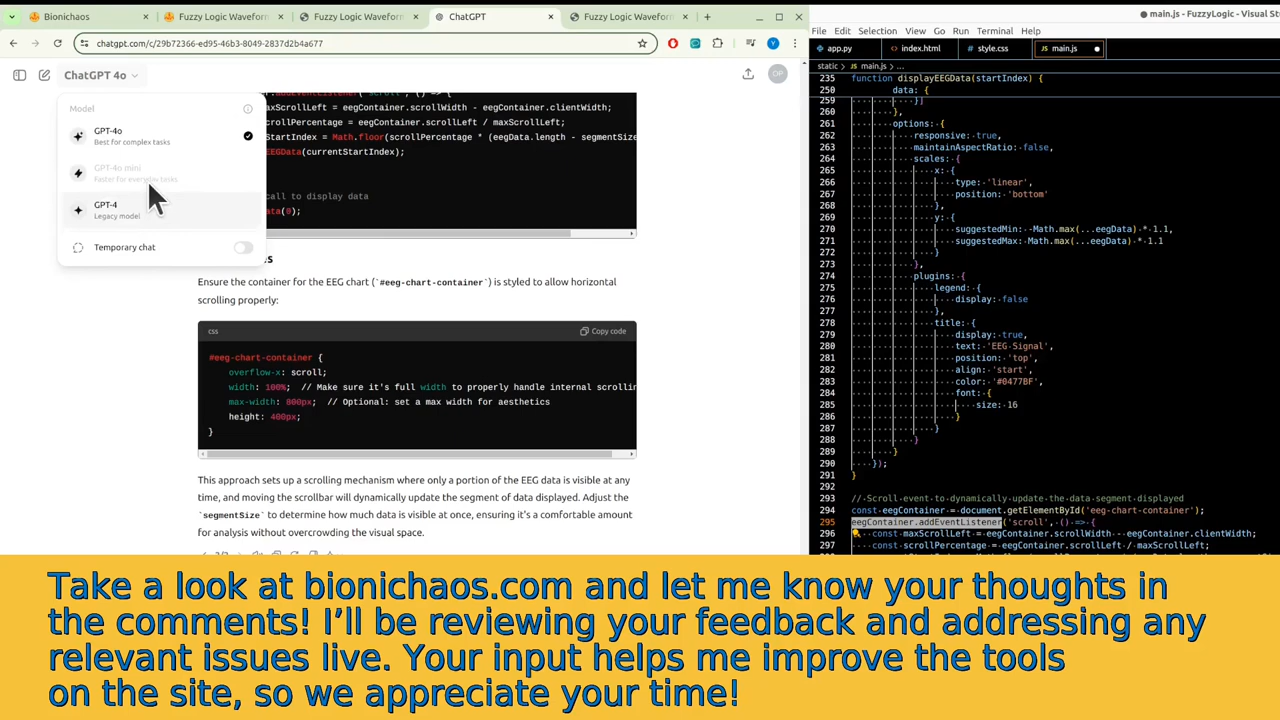 Bionichaos
Fuzzy Logic Waveform
Fuzzy Logic Waveform
ChatGPT
Fuzzy Logic Waveform
main.js - FuzzyLogic - Visual S
chatgpt.com/c/29b72366-ed95-46b3-8049-2837d2b4a677
File Edit Selection View Go Run Terminal Help
app.py index.html style.css main.js
static > main.js > ...
ChatGPT 4o
OP
Model
GPT-4o
Best for complex tasks
GPT-4o mini
Faster for everyday tasks
GPT-4
Legacy model
Temporary chat
maxScrollLeft = eegContainer.scrollWidth - eegContainer.clientWidth;
scrollPercentage = eegContainer.scrollLeft / maxScrollLeft;
StartIndex = Math.floor(scrollPercentage * (eegData.length - segmentSize
EEGData(currentStartIndex);
call to display data
ata(0);
Ensure the container for the EEG chart (`#eeg-chart-container`) is styled to allow horizontal
scrolling properly:
css
Copy code
#eeg-chart-container {
overflow-x: scroll;
width: 100%; // Make sure it's full width to properly handle internal scrollin
max-width: 800px; // Optional: set a max width for aesthetics
height: 400px;
}
This approach sets up a scrolling mechanism where only a portion of the EEG data is visible at any
time, and moving the scrollbar will dynamically update the segment of data displayed. Adjust the
`segmentSize` to determine how much data is visible at once, ensuring it's a comfortable amount
for analysis without overcrowding the visual space.
235 function displayEEGData(startIndex) {
data: {
259 }]
260 },
261 options: {
262 responsive: true,
263 maintainAspectRatio: false,
264 scales: {
265 x: {
266 type: 'linear',
267 position: 'bottom'
268 },
269 y: {
270 suggestedMin: -Math.max(...eegData) * 1.1,
271 suggestedMax: Math.max(...eegData) * 1.1
272 }
273 },
274 plugins: {
275 legend: {
276 display: false
277 },
278 title: {
279 display: true,
280 text: 'EEG Signal',
281 position: 'top',
282 align: 'start',
283 color: '#0477BF',
284 font: {
285 size: 16
286 }
287 }
288 }
289 }
290 });
291 }
292
293 // Scroll event to dynamically update the data segment displayed
294 const eegContainer = document.getElementById('eeg-chart-container');
295 eegContainer.addEventListener('scroll', () => {
296 const maxScrollLeft = eegContainer.scrollWidth - eegContainer.clientWidth;
297 const scrollPercentage = eegContainer.scrollLeft / maxScrollLeft;
Take a look at bionichaos.com and let me know your thoughts in
the comments! I'll be reviewing your feedback and addressing any
relevant issues live. Your input helps me improve the tools
on the site, so we appreciate your time!